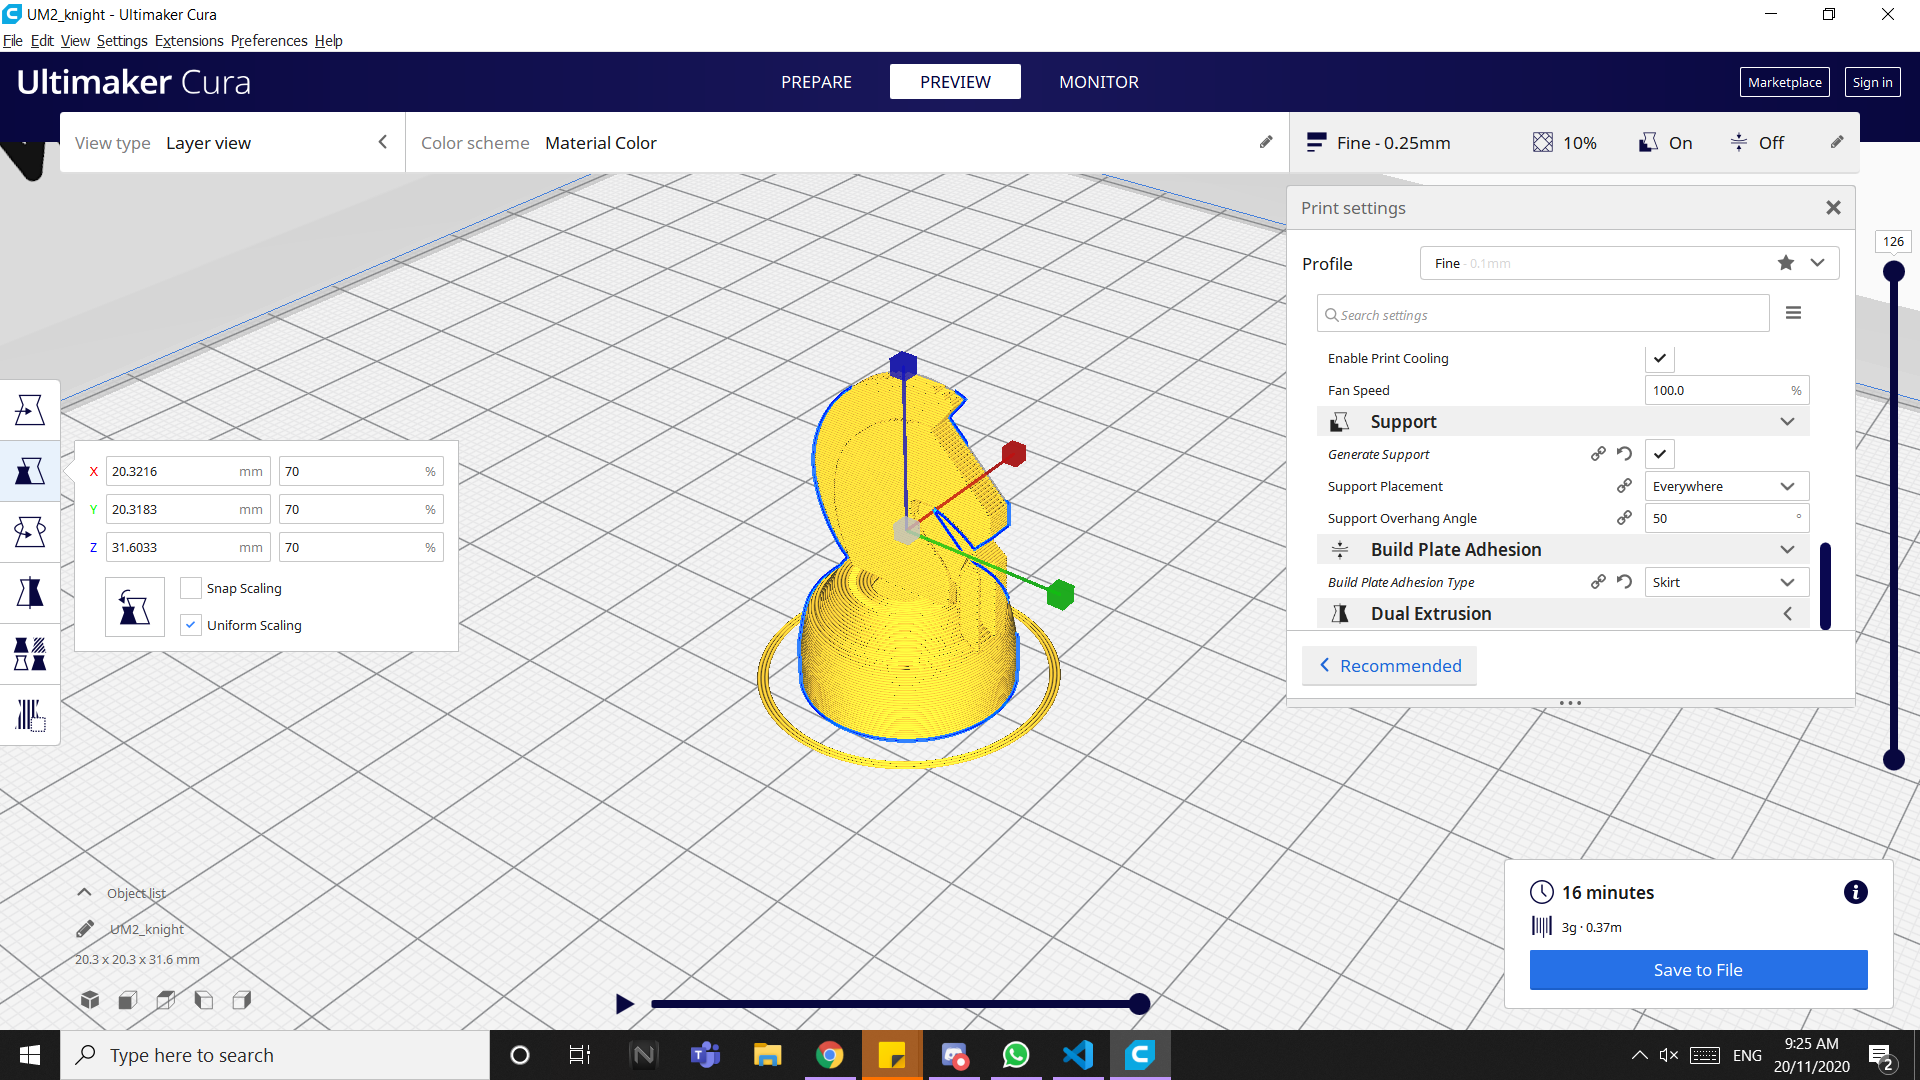 UM2_knight - Ultimaker Cura
File Edit View Settings Extensions Preferences Help
Ultimaker Cura
PREPARE
PREVIEW
MONITOR
Marketplace
Sign in
View type Layer view
Color scheme Material Color
Fine - 0.25mm
10%
On
Off
Print settings
Profile
Fine - 0.1mm
Search settings
Enable Print Cooling
Fan Speed 100.0 %
Support
Generate Support
Support Placement Everywhere
Support Overhang Angle 50 °
Build Plate Adhesion
Build Plate Adhesion Type Skirt
Dual Extrusion
Recommended
126
X 20.3216 mm 70 %
Y 20.3183 mm 70 %
Z 31.6033 mm 70 %
Snap Scaling
Uniform Scaling
Object list
UM2_knight
20.3 x 20.3 x 31.6 mm
16 minutes
3g · 0.37m
Save to File
Type here to search
ENG
9:25 AM
20/11/2020
2